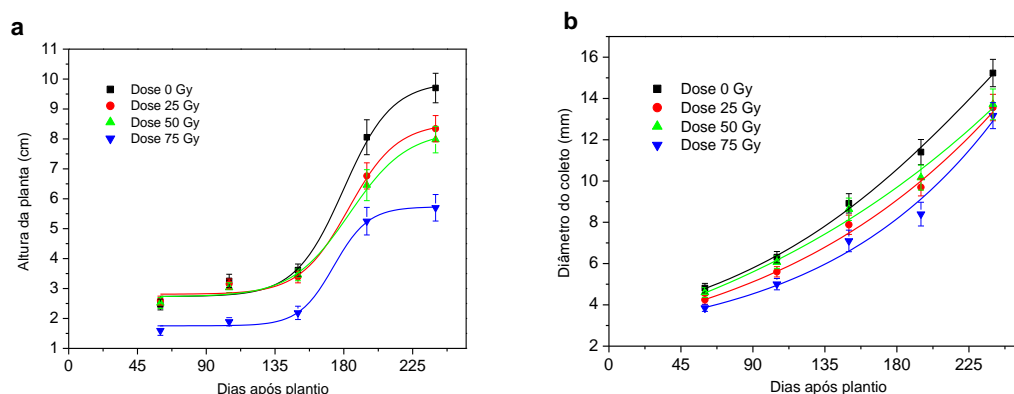 a
11
10
9
8
7
6
5
4
3
2
1
Altura da planta (cm)
Dose 0 Gy
Dose 25 Gy
Dose 50 Gy
Dose 75 Gy
0 45 90 135 180 225
Dias após plantio
b
16
14
12
10
8
6
4
2
Diâmetro do coleto (mm)
Dose 0 Gy
Dose 25 Gy
Dose 50 Gy
Dose 75 Gy
0 45 90 135 180 225
Dias após plantio